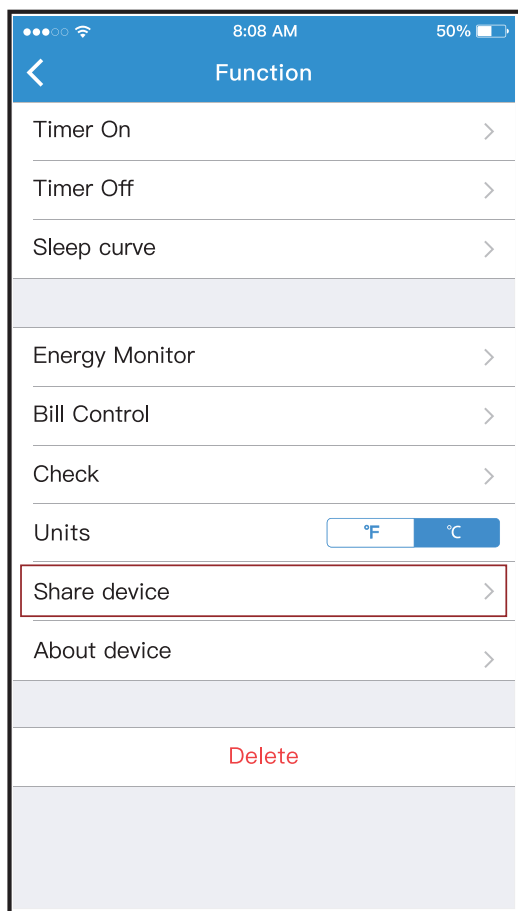 8:08 AM
50%
Function
Timer On
Timer Off
Sleep curve
Energy Monitor
Bill Control
Check
Units
℉
℃
Share device
About device
Delete